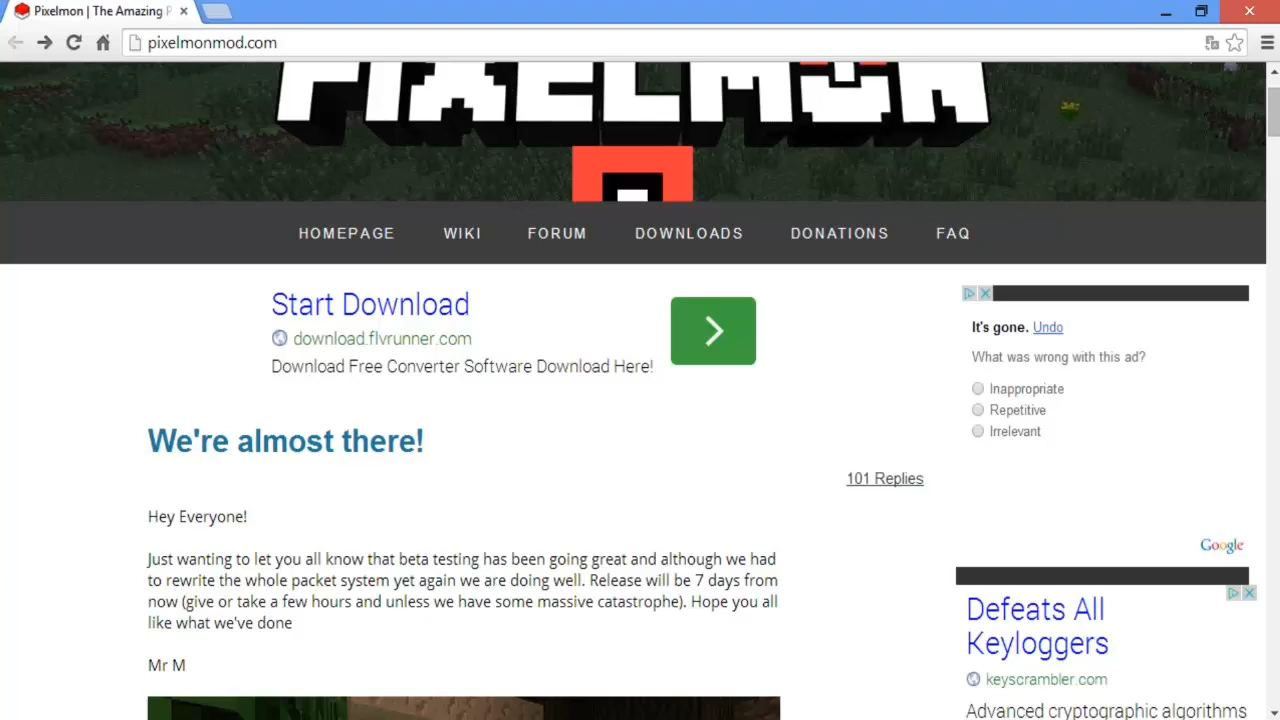 Pixelmon | The Amazing P
pixelmonmod.com
PIXELMON
HOMEPAGE WIKI FORUM DOWNLOADS DONATIONS FAQ
Start Download
download.flvrunner.com
Download Free Converter Software Download Here!
It's gone. Undo
What was wrong with this ad?
Inappropriate
Repetitive
Irrelevant
Google
We're almost there!
101 Replies
Hey Everyone!
Just wanting to let you all know that beta testing has been going great and although we had
to rewrite the whole packet system yet again we are doing well. Release will be 7 days from
now (give or take a few hours and unless we have some massive catastrophe). Hope you all
like what we've done
Mr M
Defeats All
Keyloggers
keyscrambler.com
Advanced cryptographic algorithms